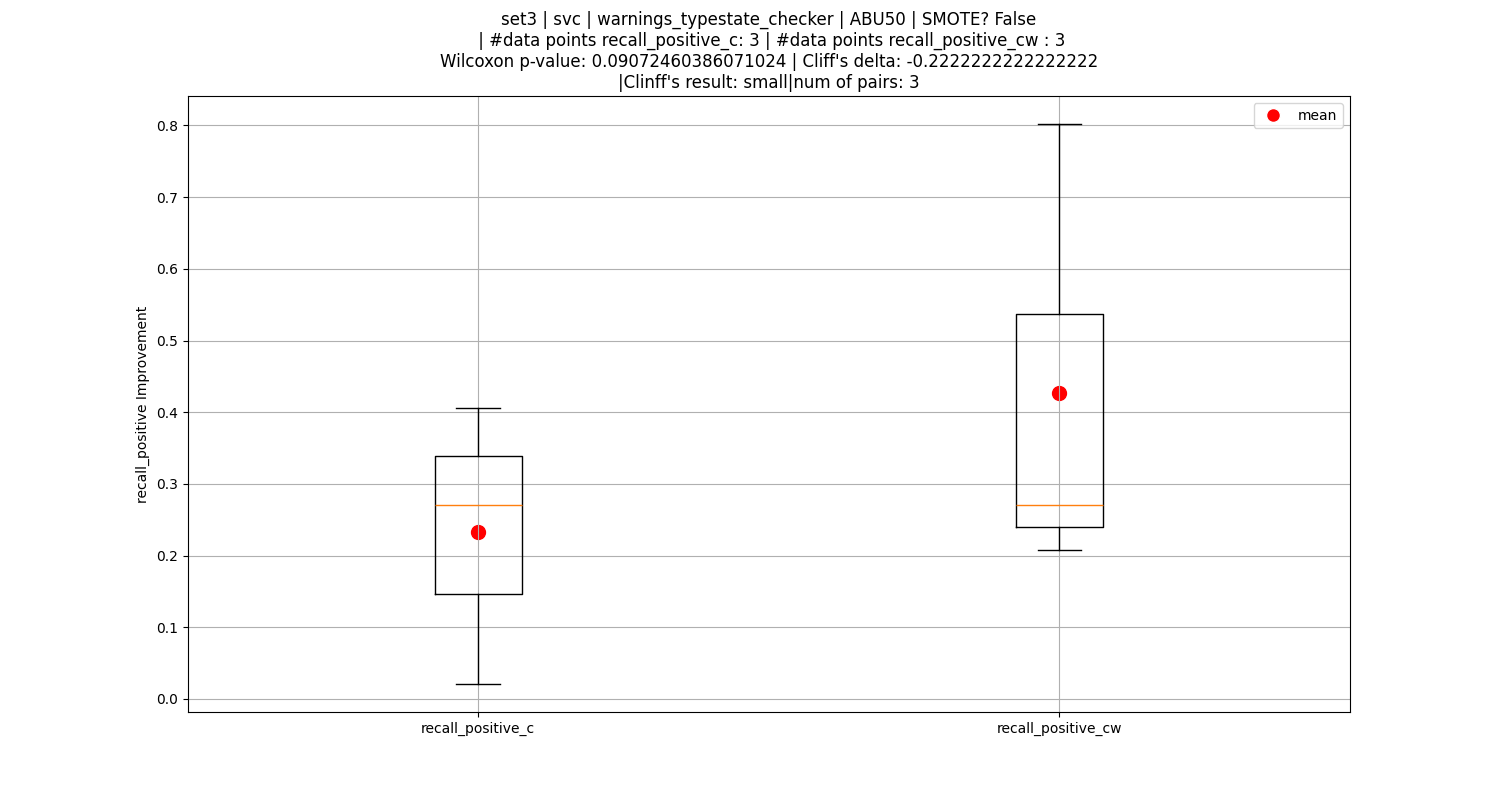 set3 | svc | warnings_typestate_checker | ABU50 | SMOTE? False
| #data points recall_positive_c: 3 | #data points recall_positive_cw : 3
Wilcoxon p-value: 0.09072460386071024 | Cliff's delta: -0.2222222222222222
|Clinff's result: small|num of pairs: 3
mean
0.8
0.7
0.6
0.5
0.4
0.3
0.2
0.1
0.0
recall_positive Improvement
recall_positive_c
recall_positive_cw